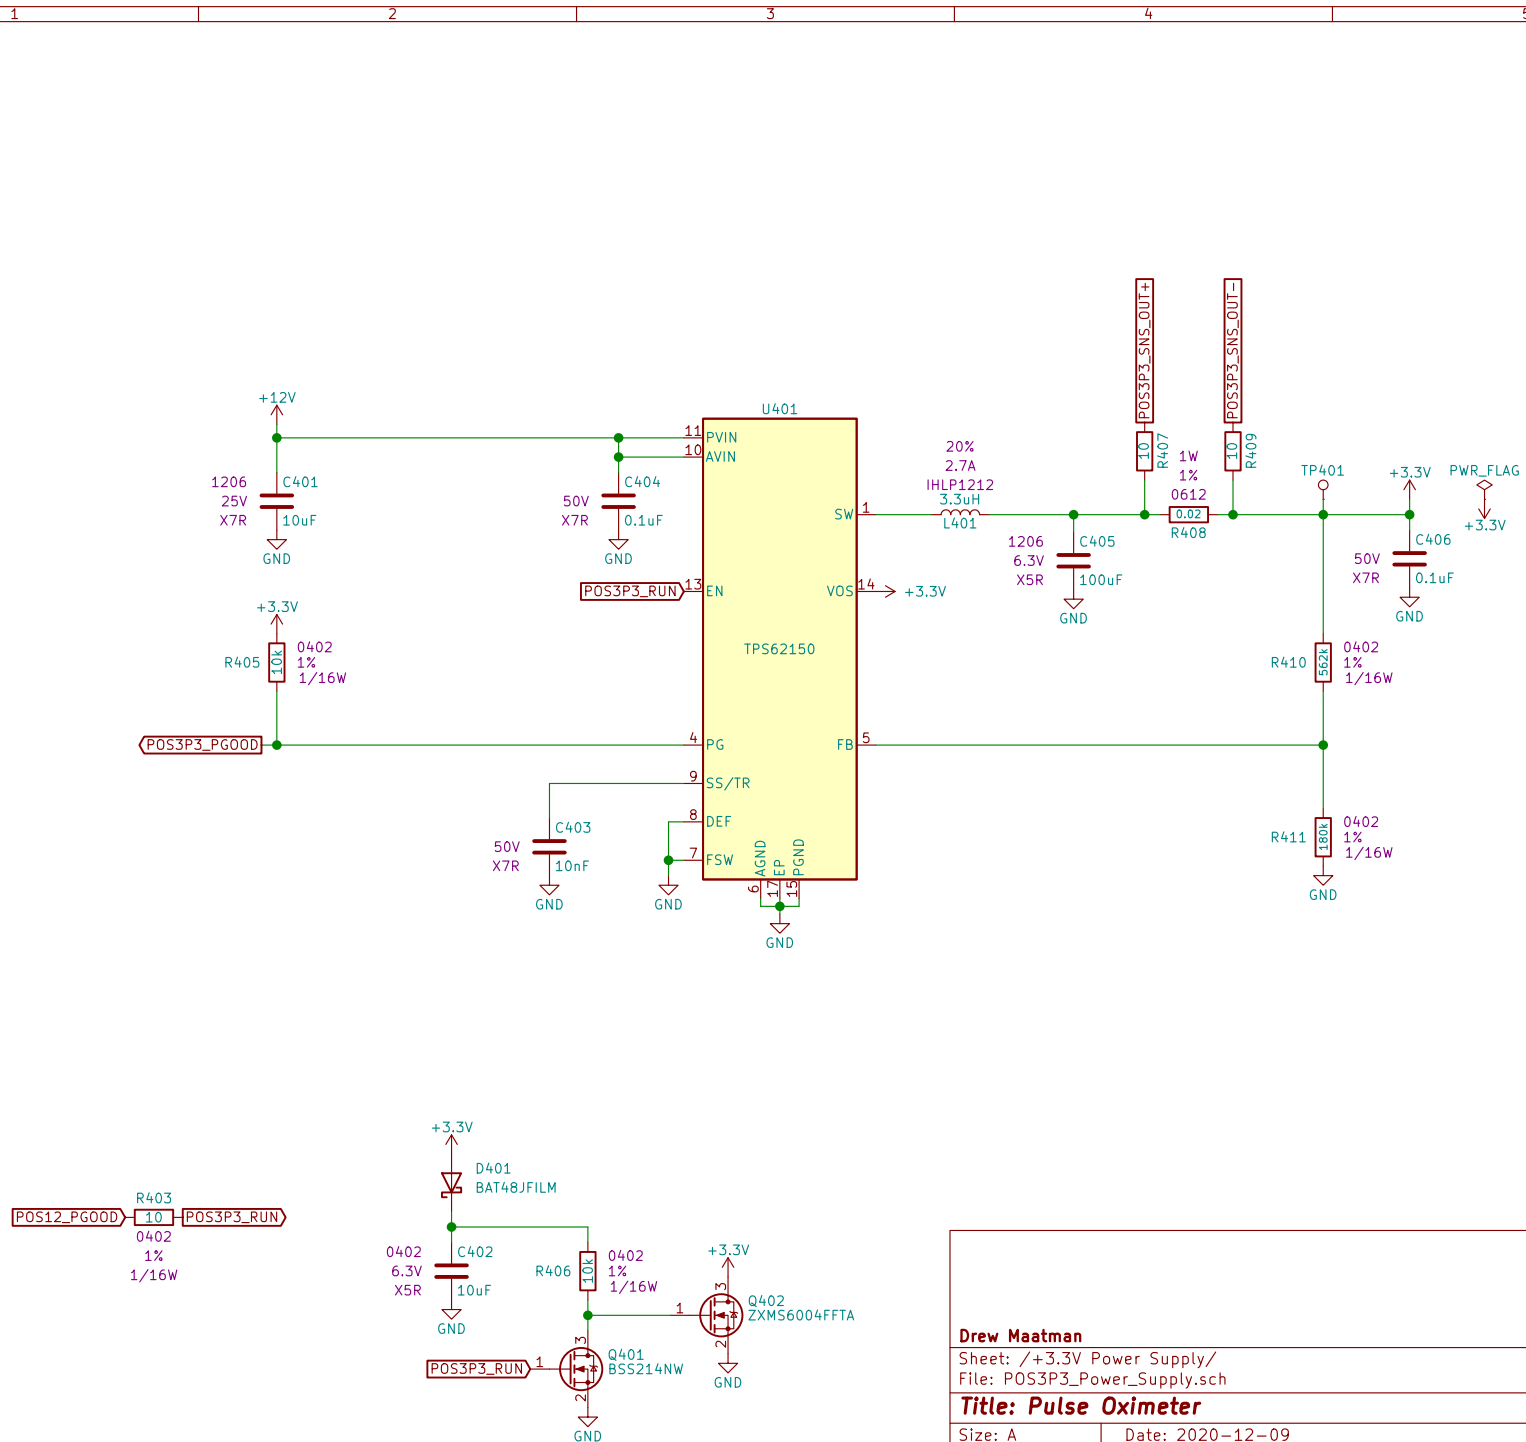 1 2 3 4 5
POS3P3_SNS_OUT+
POS3P3_SNS_OUT-
10
R407
10
R409
+12V
1206
25V
X7R
C401
10uF
GND
50V
X7R
C404
0.1uF
GND
U401
TPS62150
11 PVIN
10 AVIN
13 EN
4 PG
9 SS/TR
8 DEF
7 FSW
SW 1
VOS 14
FB 5
AGND
EP
PGND
6
17
15
GND
POS3P3_RUN
+3.3V
20%
2.7A
IHLP1212
3.3uH
L401
1206
6.3V
X5R
C405
100uF
GND
1W
1%
0612
0.02
R408
TP401
+3.3V
PWR_FLAG
+3.3V
50V
X7R
C406
0.1uF
GND
+3.3V
R405
10k
0402
1%
1/16W
POS3P3_PGOOD
R410
562k
0402
1%
1/16W
R411
180k
0402
1%
1/16W
GND
50V
X7R
C403
10nF
GND
GND
POS12_PGOOD
R403
10
POS3P3_RUN
0402
1%
1/16W
+3.3V
D401
BAT48JFILM
0402
6.3V
X5R
C402
10uF
GND
R406
10k
0402
1%
1/16W
+3.3V
1
3
2
Q402
ZXMS6004FFTA
GND
POS3P3_RUN
1
3
2
Q401
BSS214NW
GND
Drew Maatman
Sheet: /+3.3V Power Supply/
File: POS3P3_Power_Supply.sch
Title: Pulse Oximeter
Size: A Date: 2020-12-09